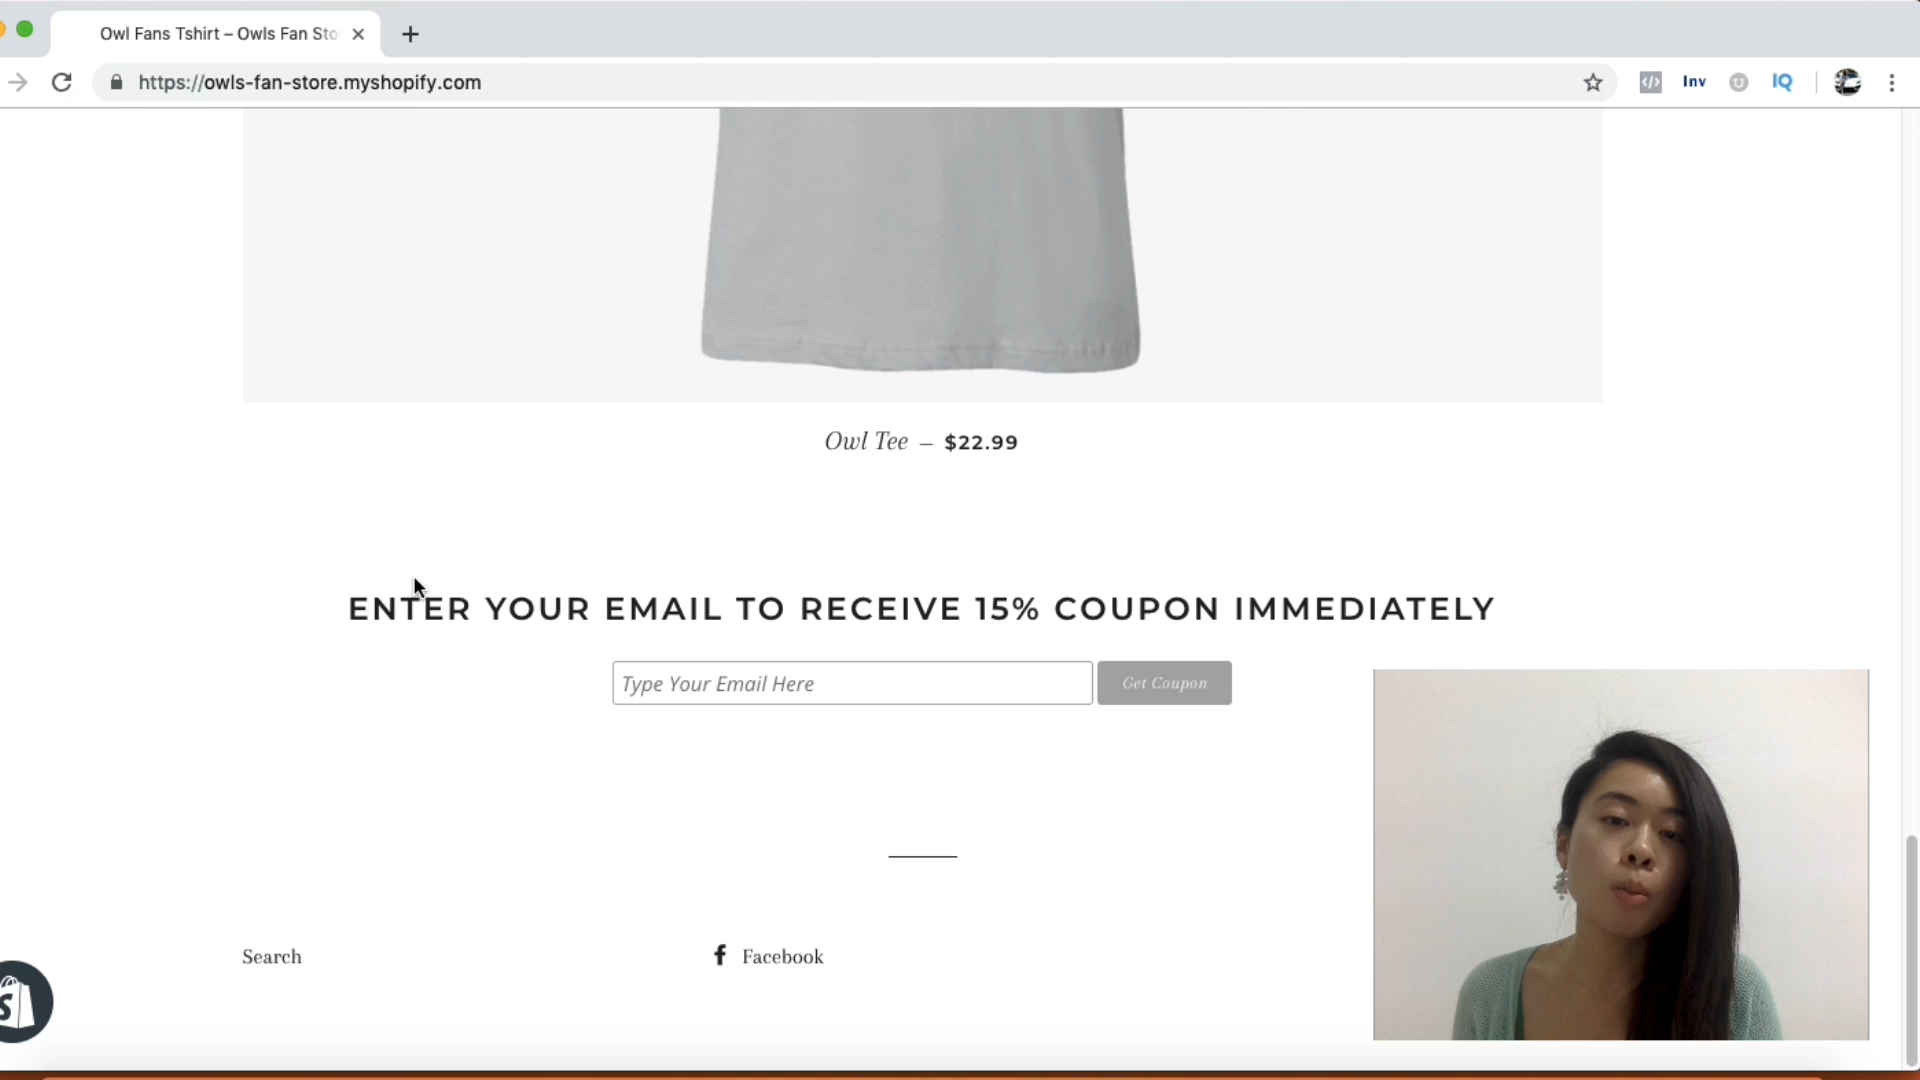 Owl Fans Tshirt – Owls Fan Sto
https://owls-fan-store.myshopify.com
Inv
IQ
Owl Tee — $22.99
ENTER YOUR EMAIL TO RECEIVE 15% COUPON IMMEDIATELY
Type Your Email Here
Get Coupon
Search
Facebook